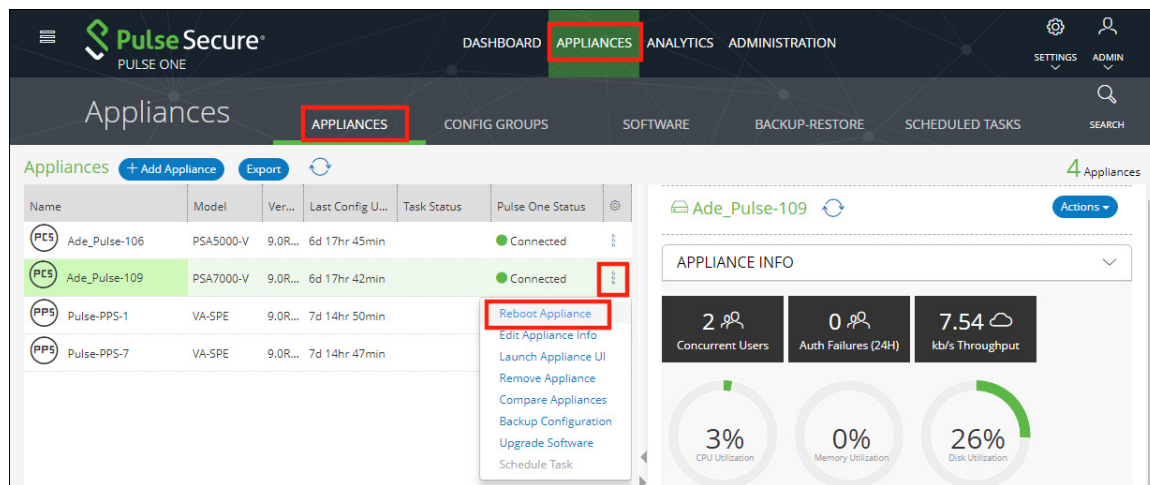 Pulse Secure®
PULSE ONE
DASHBOARD APPLIANCES ANALYTICS ADMINISTRATION
SETTINGS ADMIN
Appliances
APPLIANCES CONFIG GROUPS SOFTWARE BACKUP-RESTORE SCHEDULED TASKS
SEARCH
Appliances + Add Appliance Export
4 Appliances
Name Model Ver... Last Config U... Task Status Pulse One Status
PCS Ade_Pulse-106 PSA5000-V 9.0R... 6d 17hr 45min Connected
PCS Ade_Pulse-109 PSA7000-V 9.0R... 6d 17hr 42min Connected
PPS Pulse-PPS-1 VA-SPE 9.0R... 7d 14hr 50min
PPS Pulse-PPS-7 VA-SPE 9.0R... 7d 14hr 47min
Reboot Appliance
Edit Appliance Info
Launch Appliance UI
Remove Appliance
Compare Appliances
Backup Configuration
Upgrade Software
Schedule Task
Ade_Pulse-109
Actions
APPLIANCE INFO
2
Concurrent Users
0
Auth Failures (24H)
7.54
kb/s Throughput
3%
CPU Utilization
0%
Memory Utilization
26%
Disk Utilization